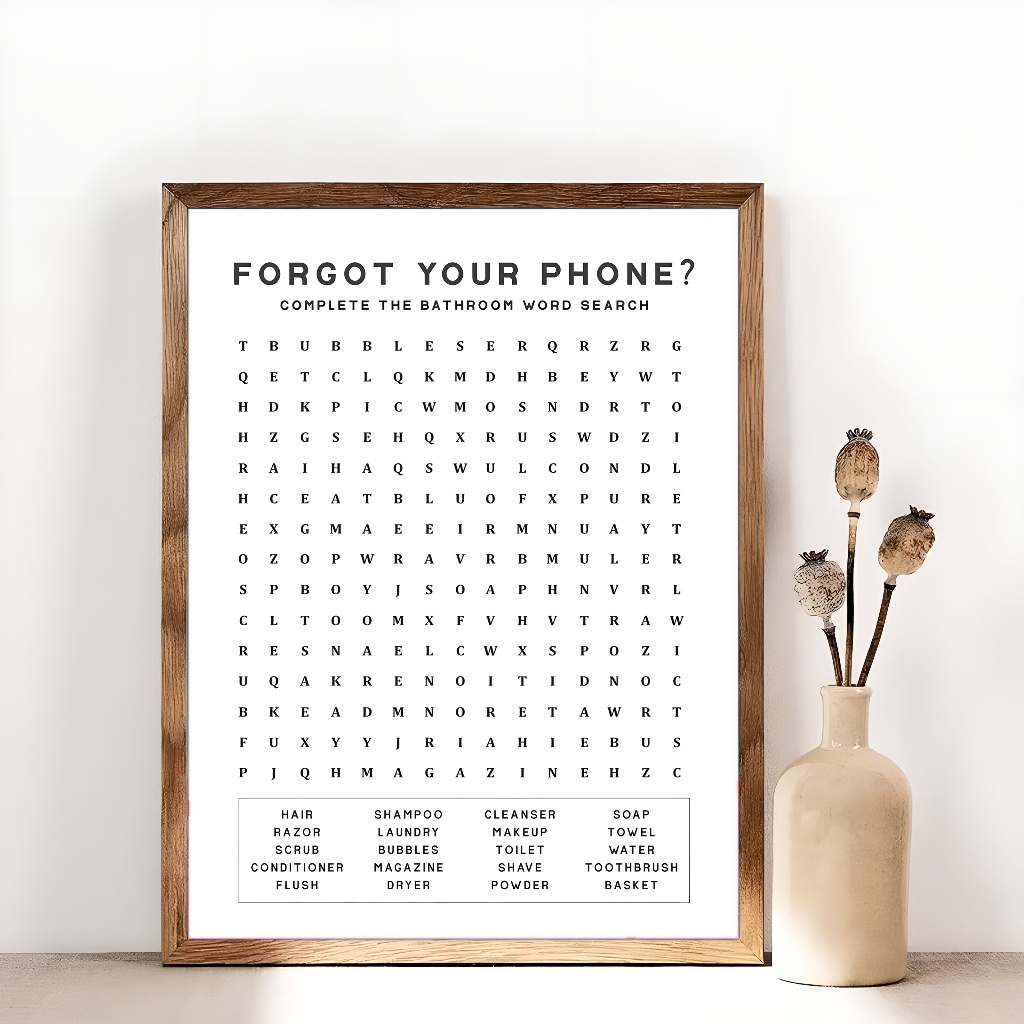 FORGOT YOUR PHONE?
COMPLETE THE BATHROOM WORD SEARCH
T B U B B L E S E R Q R Z R G
Q E T C L Q K M D H B E Y W T
H D K P I C W M O S N D R T O
H Z G S E H Q X R U S W D Z I
R A I H A Q S W U L C O N D L
H C E A T B L U O F X P U R E
E X G M A E E I R M N U A Y T
O Z O P W R A V R B M U L E R
S P B O Y J S O A P H N V R L
C L T O O M X F V H V T R A W
R E S N A E L C W X S P O Z I
U Q A K R E N O I T I D N O C
B K E A D M N O R E T A W R T
F U X Y Y J R I A H I E B U S
P J Q H M A G A Z I N E H Z C
HAIR SHAMPOO CLEANSER SOAP
RAZOR LAUNDRY MAKEUP TOWEL
SCRUB BUBBLES TOILET WATER
CONDITIONER MAGAZINE SHAVE TOOTHBRUSH
FLUSH DRYER POWDER BASKET